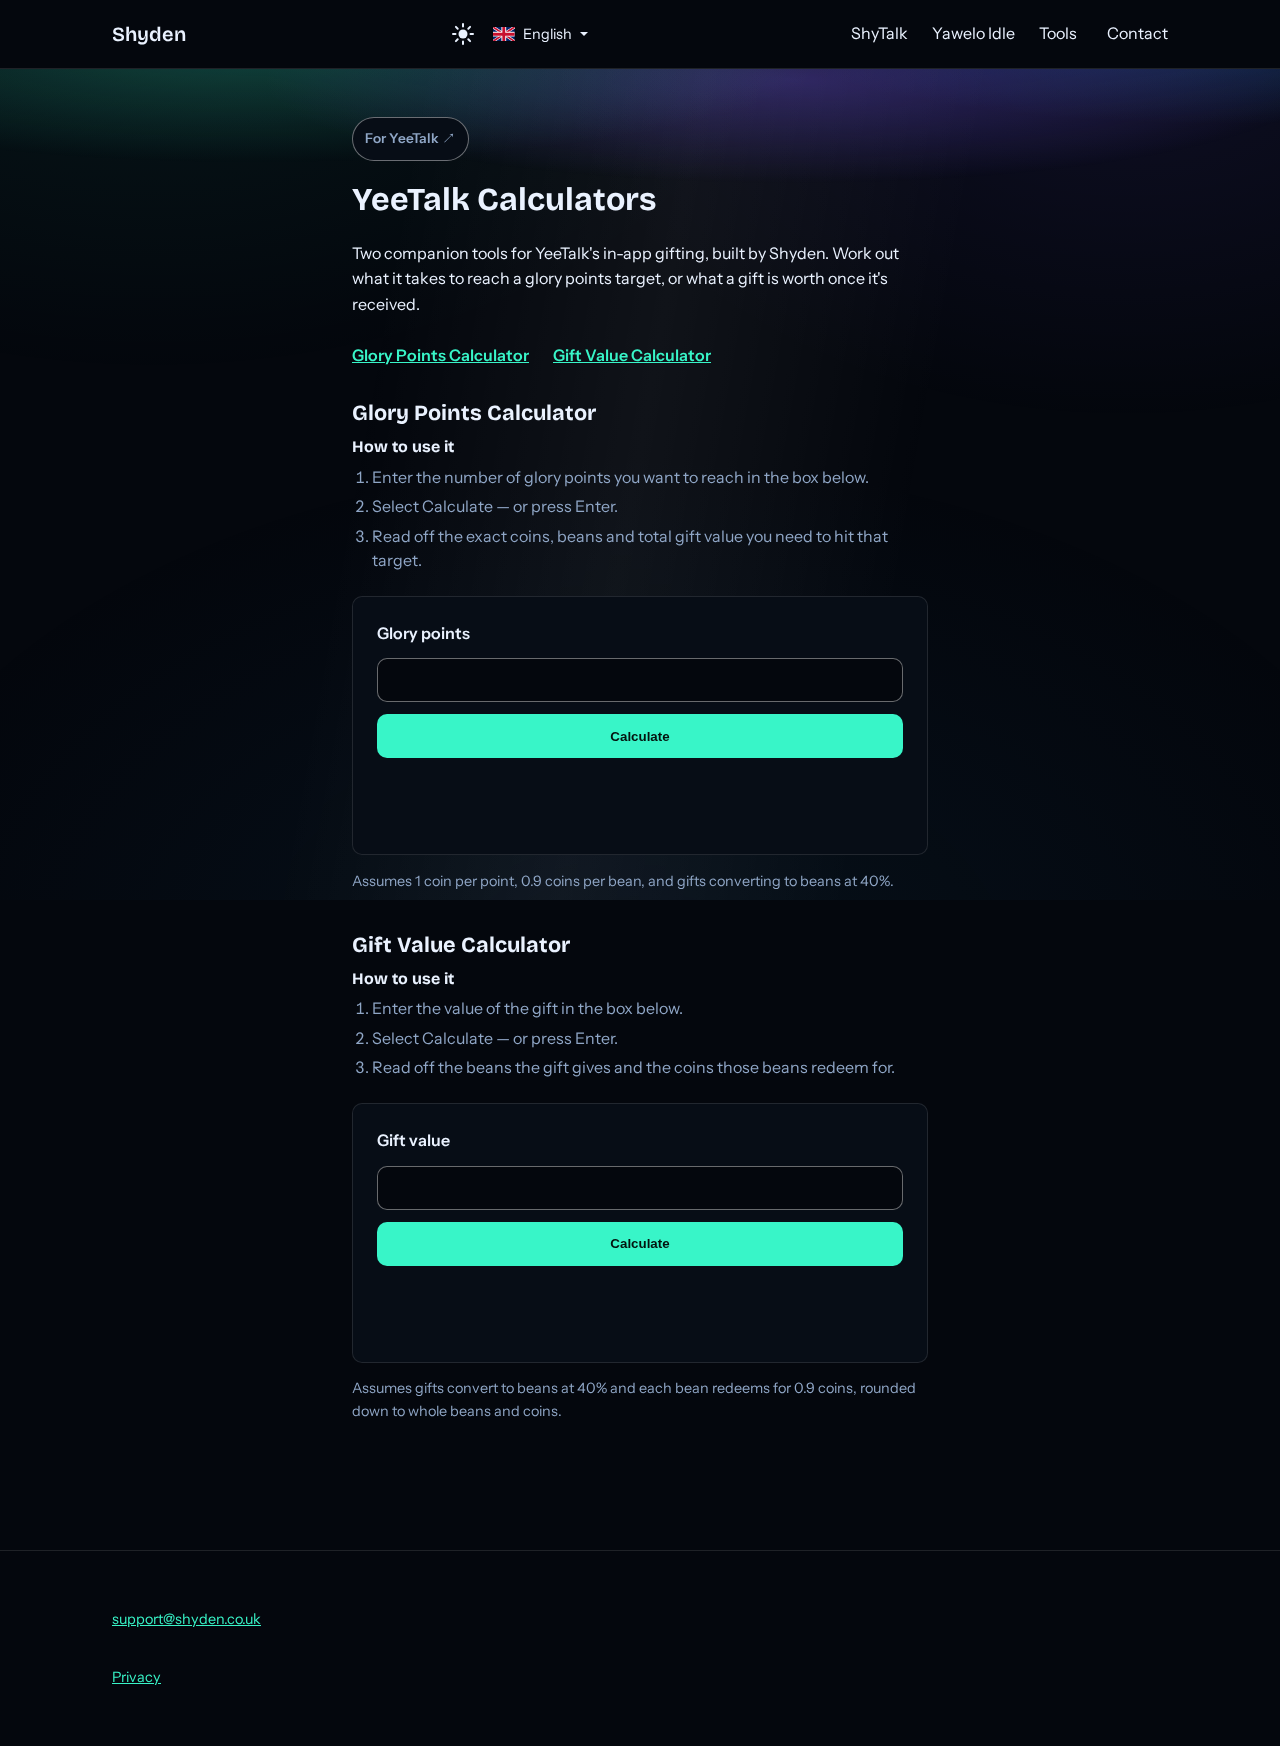 Shyden
English
ShyTalk
Yawelo Idle
Tools
Contact
For YeeTalk ↗
YeeTalk Calculators
Two companion tools for YeeTalk's in-app gifting, built by Shyden. Work out
what it takes to reach a glory points target, or what a gift is worth once it's
received.
Glory Points Calculator
Gift Value Calculator
Glory Points Calculator
How to use it
1. Enter the number of glory points you want to reach in the box below.
2. Select Calculate — or press Enter.
3. Read off the exact coins, beans and total gift value you need to hit that
target.
Glory points
Calculate
Assumes 1 coin per point, 0.9 coins per bean, and gifts converting to beans at 40%.
Gift Value Calculator
How to use it
1. Enter the value of the gift in the box below.
2. Select Calculate — or press Enter.
3. Read off the beans the gift gives and the coins those beans redeem for.
Gift value
Calculate
Assumes gifts convert to beans at 40% and each bean redeems for 0.9 coins, rounded
down to whole beans and coins.
support@shyden.co.uk
Privacy